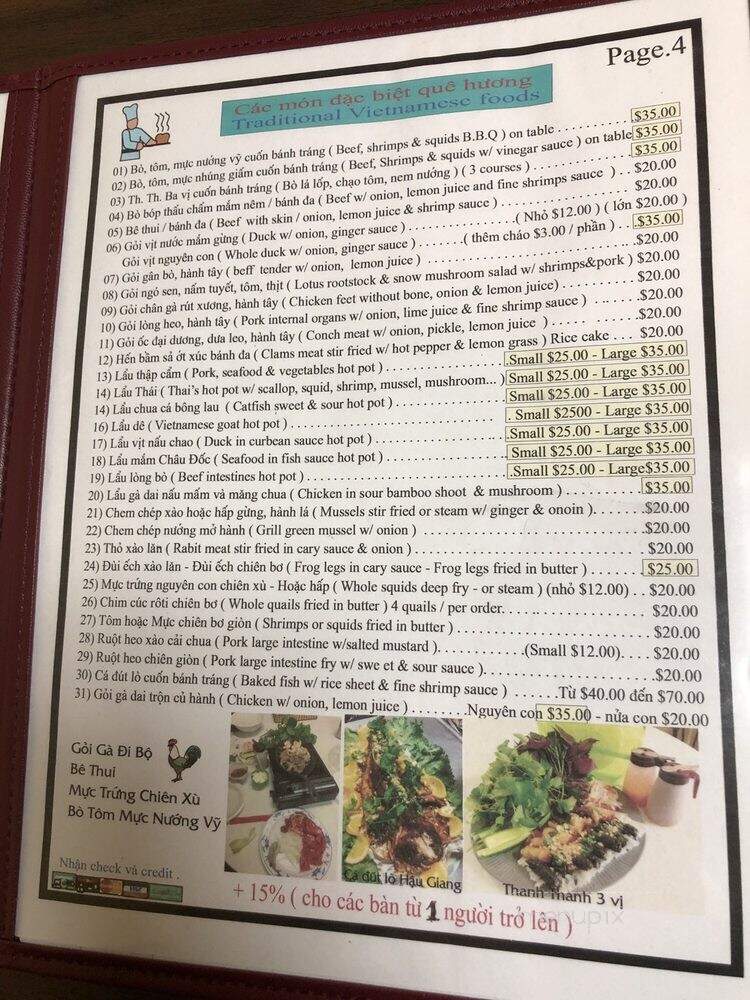 Page.4
Các món đặc biệt quê hương
Traditional Vietnamese foods
01) Bò, tôm, mực nướng vỹ cuốn bánh tráng ( Beef, shrimps & squids B.B.Q ) on table . . . . . . . . . .$35.00
02) Bò, tôm, mực nhúng giấm cuốn bánh tráng ( Beef, Shrimps & squids w/ vinegar sauce ) on table $35.00
03) Th. Th. Ba vị cuốn bánh tráng ( Bò lá lốp, chạo tôm, nem nướng ) ( 3 courses ) . . . . . . . . . .$35.00
04) Bò bóp thấu chấm mắm nêm / bánh đa ( Beef w/ onion, lemon juice and fine shrimps sauce ) . . $20.00
05) Bê thui / bánh đa ( Beef with skin / onion, lemon juice & shrimp sauce ) . . . . . . . . . . $20.00
06) Gỏi vịt nước mắm gừng ( Duck w/ onion, ginger sauce ) . . . . . . . . . .( Nhỏ $12.00 ) ( lớn $20.00 )
Gỏi vịt nguyên con ( Whole duck w/ onion, ginger sauce ) . . . . . . .( thêm cháo $3.00 / phần ) . . .$35.00
07) Gỏi gân bò, hành tây ( beff tender w/ onion, lemon juice ) . . . . . . . . . . .$20.00
08) Gỏi ngó sen, nấm tuyết, tôm, thịt ( Lotus rootstock & snow mushroom salad w/ shrimps&pork ) $20.00
09) Gỏi chân gà rút xương, hành tây ( Chicken feet without bone, onion & lemon juice) . . . . . . . $20.00
10) Gỏi lòng heo, hành tây ( Pork internal organs w/ onion, lime juice & fine shrimp sauce ) . . . . . .$20.00
11) Gỏi ốc đại dương, dưa leo, hành tây ( Conch meat w/ onion, pickle, lemon juice ) . . . . . . . . .$20.00
12) Hến bằm sả ớt xúc bánh đa ( Clams meat stir fried w/ hot pepper & lemon grass ) Rice cake . . . $20.00
13) Lẩu thập cẩm ( Pork, seafood & vegetables hot pot ) . . . . . . . . . . .Small $25.00 - Large $35.00
14) Lẩu Thái ( Thai's hot pot w/ scallop, squid, shrimp, mussel, mushroom... ) Small $25.00 - Large $35.00
14) Lẩu chua cá bông lau ( Catfish sweet & sour hot pot ) . . . . . . . . . . Small $25.00 - Large $35.00
16) Lẩu dê ( Vietnamese goat hot pot ) . . . . . . . . . . . . . . . . . Small $2500 - Large $35.00
17) Lẩu vịt nấu chao ( Duck in curbean sauce hot pot ) . . . . . . . . . . .Small $25.00 - Large $35.00
18) Lẩu mắm Châu Đốc ( Seafood in fish sauce hot pot ) . . . . . . . . . . Small $25.00 - Large $35.00
19) Lẩu lòng bò ( Beef intestines hot pot ) . . . . . . . . . . . . . . . . .Small $25.00 - Large$35.00
20) Lẩu gà dai nấu mẩm và măng chua ( Chicken in sour bamboo shoot & mushroom ) . . . . . . . . . .$35.00
21) Chem chép xào hoặc hấp gừng, hành lá ( Mussels stir fried or steam w/ ginger & onoin ). . . . . . . .$20.00
22) Chem chép nướng mỡ hành ( Grill green mussel w/ onion ) . . . . . . . . . . . . . . . . . .$20.00
23) Thỏ xào lăn ( Rabit meat stir fried in cary sauce & onion ) . . . . . . . . . . . . . . . . . $20.00
24) Đùi ếch xào lăn - Đùi ếch chiên bơ ( Frog legs in cary sauce - Frog legs fried in butter ) . . . . . . . $25.00
25) Mực trứng nguyên con chiên xù - Hoặc hấp ( Whole squids deep fry - or steam ) (nhỏ $12.00) . . $20.00
26) Chim cúc rôti chiên bơ ( Whole quails fried in butter ) 4 quails / per order. . . . . . . . . . $20.00
27) Tôm hoặc Mực chiên bơ giòn ( Shrimps or squids fried in butter ) . . . . . . . . . . . . . . . $20.00
28) Ruột heo xào cải chua ( Pork large intestine w/salted mustard ). . . . . . . . . .(Small $12.00). . . . . $20.00
29) Ruột heo chiên giòn ( Pork large intestine fry w/ swe et & sour sauce ). . . . . . . . . . . . .$20.00
30) Cá đút lò cuốn bánh tráng ( Baked fish w/ rice sheet & fine shrimp sauce ) . . . . . .Từ $40.00 đến $70.00
31) Gỏi gà dai trộn củ hành ( Chicken w/ onion, lemon juice ) . . . . . . .Nguyên con $35.00 - nửa con $20.00
Gỏi Gà Đi Bộ
Bê Thui
Mực Trứng Chiên Xù
Bò Tôm Mực Nướng Vỹ
Cá đút lò Hậu Giang
Thanh Thanh 3 vị
Nhận check và credit .
+ 15% ( cho các bàn từ 1 người trở lên )
menupix